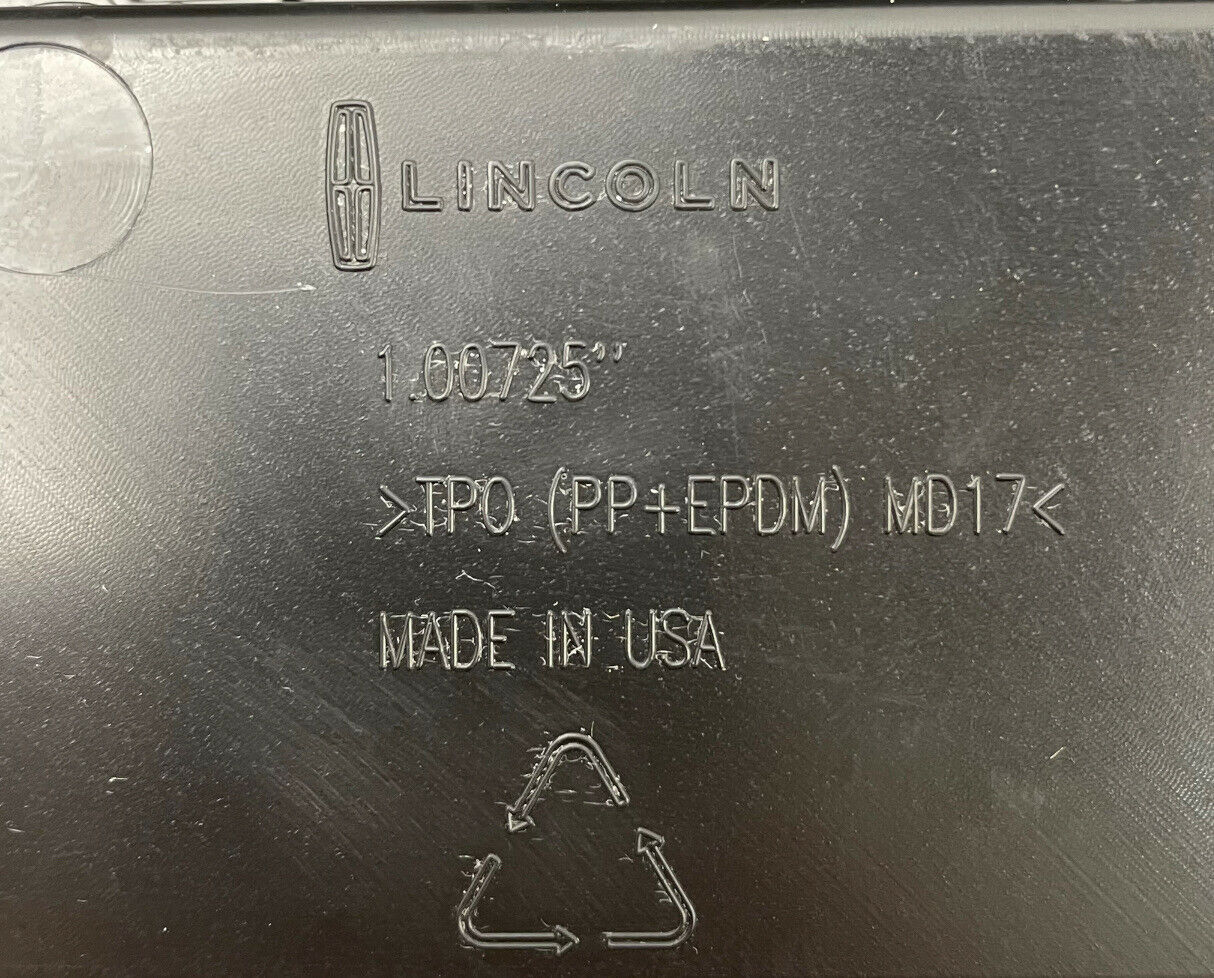 LINCOLN
1.00725"
>TPO (PP+EPDM) MD17<
MADE IN USA